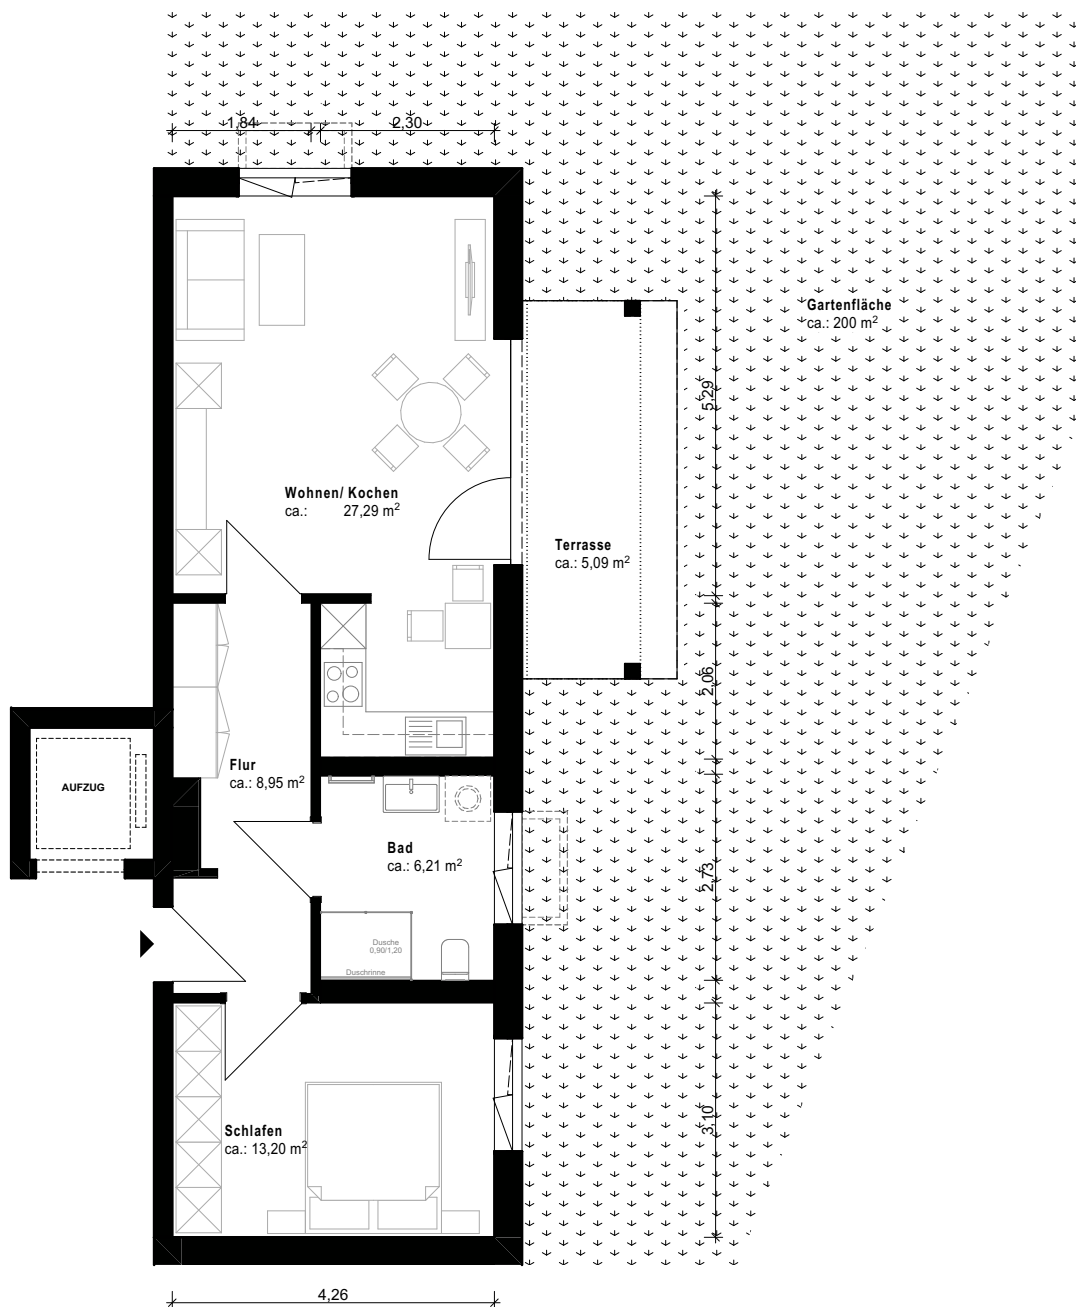 1,84
2,30
Gartenfläche
ca.: 200 m²
5,29
Wohnen/ Kochen
ca.: 27,29 m²
Terrasse
ca.: 5,09 m²
2,06
Flur
ca.: 8,95 m²
AUFZUG
Bad
ca.: 6,21 m²
2,73
Dusche
0,90/1,20
Duschrinne
3,10
Schlafen
ca.: 13,20 m²
4,26